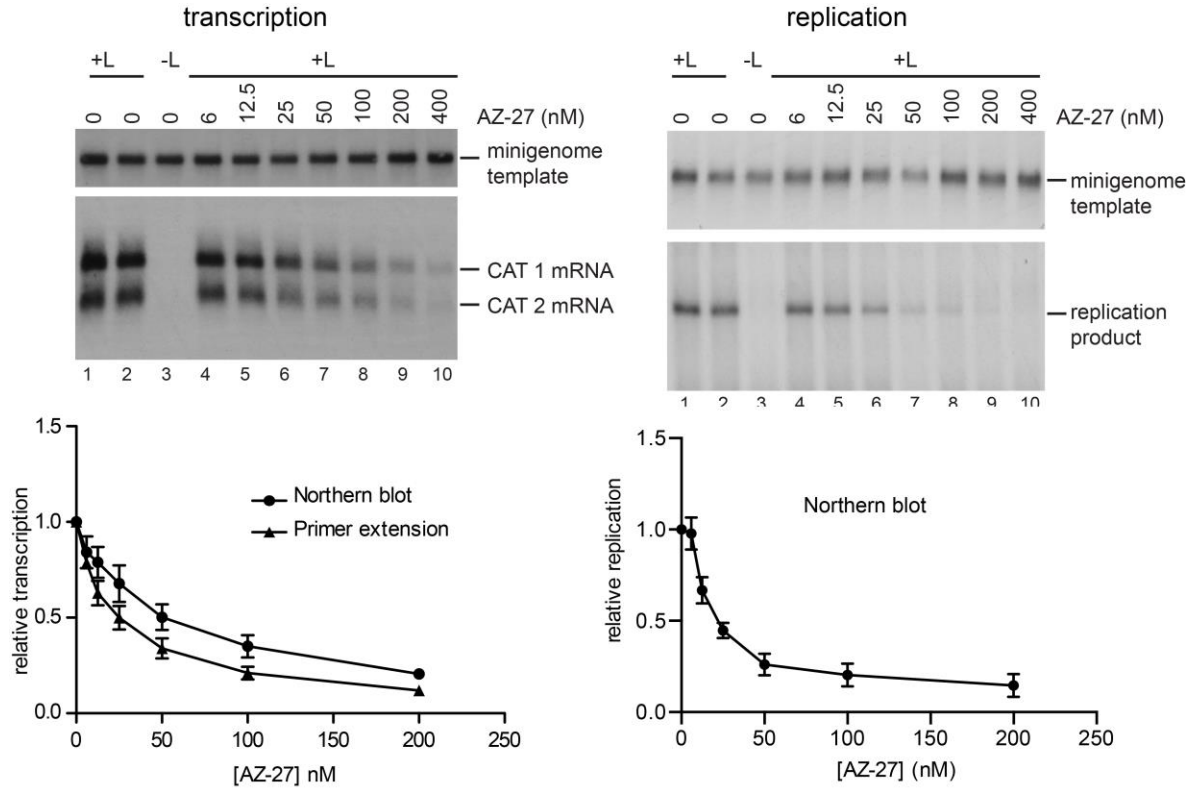 transcription
+L -L +L
0 0 0 6 12.5 25 50 100 200 400 AZ-27 (nM)
minigenome
template
CAT 1 mRNA
CAT 2 mRNA
1 2 3 4 5 6 7 8 9 10
replication
+L -L +L
0 0 0 6 12.5 25 50 100 200 400 AZ-27 (nM)
minigenome
template
replication
product
1 2 3 4 5 6 7 8 9 10
1.5
1.0
0.5
0.0
relative transcription
Northern blot
Primer extension
0 50 100 150 200 250
[AZ-27] nM
1.5
1.0
0.5
0.0
relative replication
Northern blot
0 50 100 150 200 250
[AZ-27] (nM)